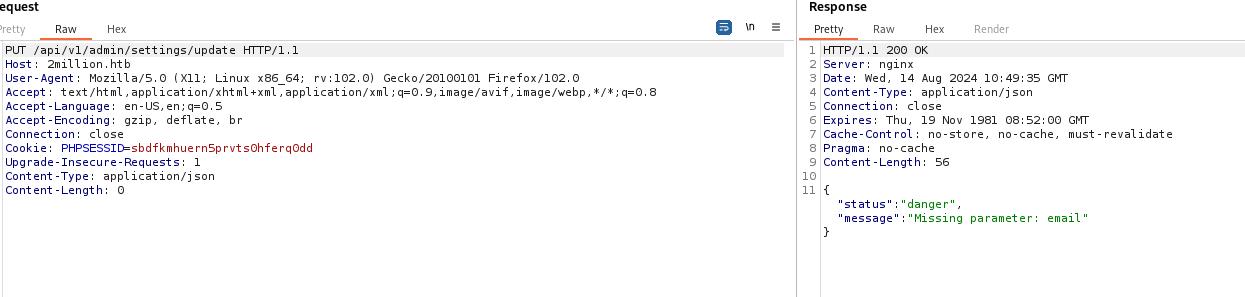 equest
Pretty Raw Hex \n
PUT /api/v1/admin/settings/update HTTP/1.1
Host: 2million.htb
User-Agent: Mozilla/5.0 (X11; Linux x86_64; rv:102.0) Gecko/20100101 Firefox/102.0
Accept: text/html,application/xhtml+xml,application/xml;q=0.9,image/avif,image/webp,*/*;q=0.8
Accept-Language: en-US,en;q=0.5
Accept-Encoding: gzip, deflate, br
Connection: close
Cookie: PHPSESSID=sbdfkmhuern5prvts0hferq0dd
Upgrade-Insecure-Requests: 1
Content-Type: application/json
Content-Length: 0
Response
Pretty Raw Hex Render
1 HTTP/1.1 200 OK
2 Server: nginx
3 Date: Wed, 14 Aug 2024 10:49:35 GMT
4 Content-Type: application/json
5 Connection: close
6 Expires: Thu, 19 Nov 1981 08:52:00 GMT
7 Cache-Control: no-store, no-cache, must-revalidate
8 Pragma: no-cache
9 Content-Length: 56
10
11 {
"status":"danger",
"message":"Missing parameter: email"
}